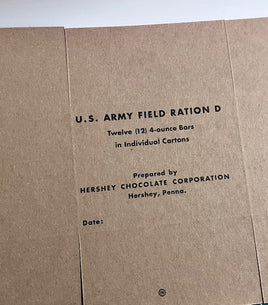 U.S. ARMY FIELD RATION D
Twelve (12) 4-ounce Bars
in Individual Cartons
Prepared by
HERSHEY CHOCOLATE CORPORATION
Hershey, Penna.
Date: